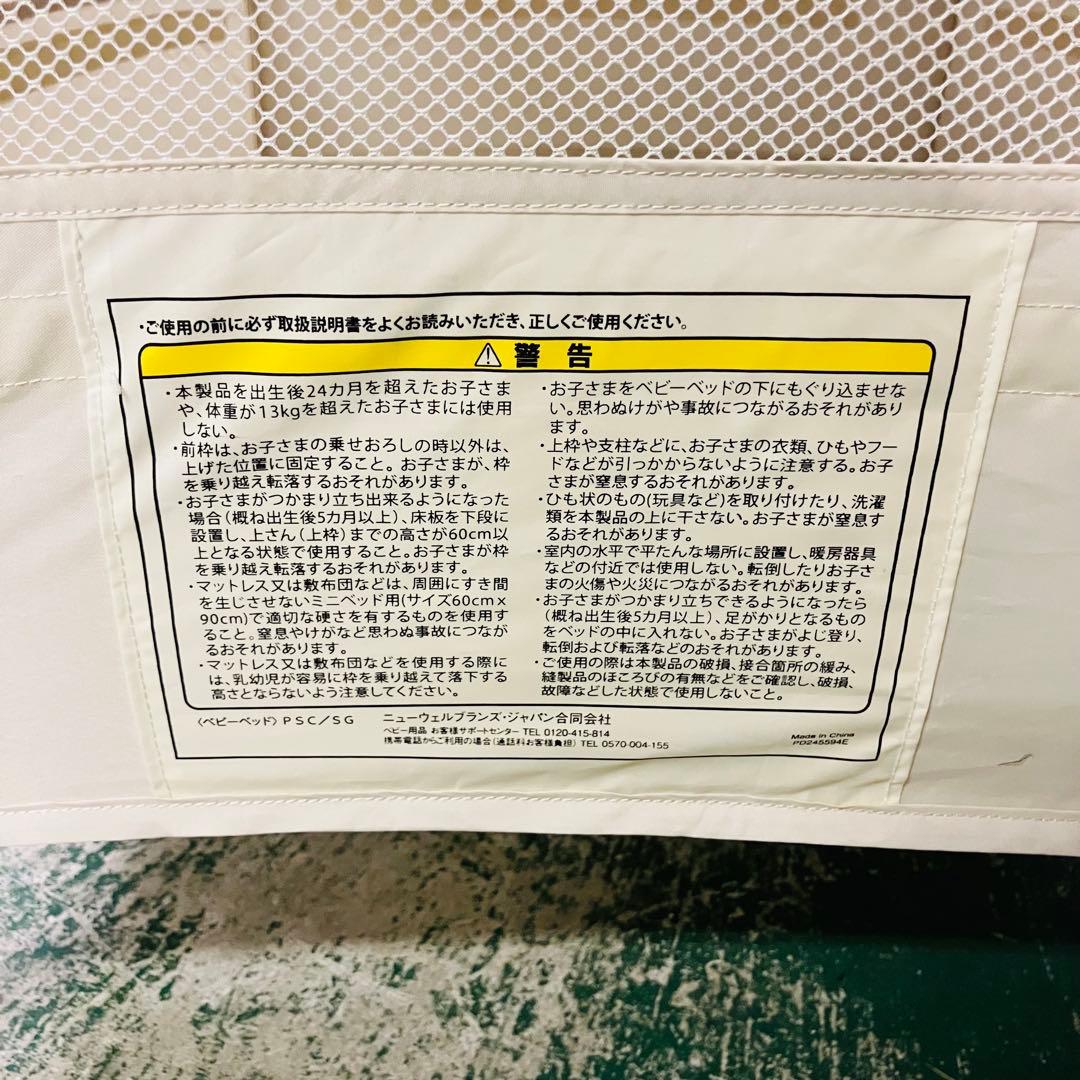 ・ご使用の前に必ず取扱説明書をよくお読みいただき、正しくご使用ください。
⚠ 警告
・本製品を出生後24カ月を超えたお子さま
や、体重が13kgを超えたお子さまには使用
しない。
・前枠は、お子さまの乗せおろしの時以外は、
上げた位置に固定すること。お子さまが、枠
を乗り越え転落するおそれがあります。
・お子さまがつかまり立ち出来るようになった
場合(概ね出生後5カ月以上)、床板を下段に
設置し、上さん(上枠)までの高さが60cm以
上となる状態で使用すること。お子さまが枠
を乗り越え転落するおそれがあります。
・マットレス又は敷布団などは、周囲にすき間
を生じさせないミニベッド用(サイズ60cm×
90cm)で適切な硬さを有するものを使用す
ること。窒息やけがなど思わぬ事故につなが
るおそれがあります。
・マットレス又は敷布団などを使用する際に
は、乳幼児が容易に枠を乗り越えて落下する
高さとならないよう注意してください。
・お子さまをベビーベッドの下にもぐり込ませな
い。思わぬけがや事故につながるおそれがあり
ます。
・上枠や支柱などに、お子さまの衣類、ひもやフー
ドなどが引っかからないように注意する。お子
さまが窒息するおそれがあります。
・ひも状のもの(玩具など)を取り付けたり、洗濯
類を本製品の上に干さない。お子さまが窒息す
るおそれがあります。
・室内の水平で平たんな場所に設置し、暖房器具
などの付近では使用しない。転倒したりお子さ
まの火傷や火災につながるおそれがあります。
・お子さまがつかまり立ちできるようになったら
(概ね出生後5カ月以上)、足がかりとなるもの
をベッドの中に入れない。お子さまがよじ登り、
転倒および転落などのおそれがあります。
・ご使用の際は本製品の破損、接合箇所の緩み、
縫製品のほころびの有無などをご確認し、破損、
故障などした状態で使用しないこと。
〈ベビーベッド〉PSC/SG
ニューウェルブランズ・ジャパン合同会社
ベビー用品 お客様サポートセンター TEL 0120-415-814
携帯電話からご利用の場合(通話料お客様負担) TEL 0570-004-155
Made in China
PD245594E